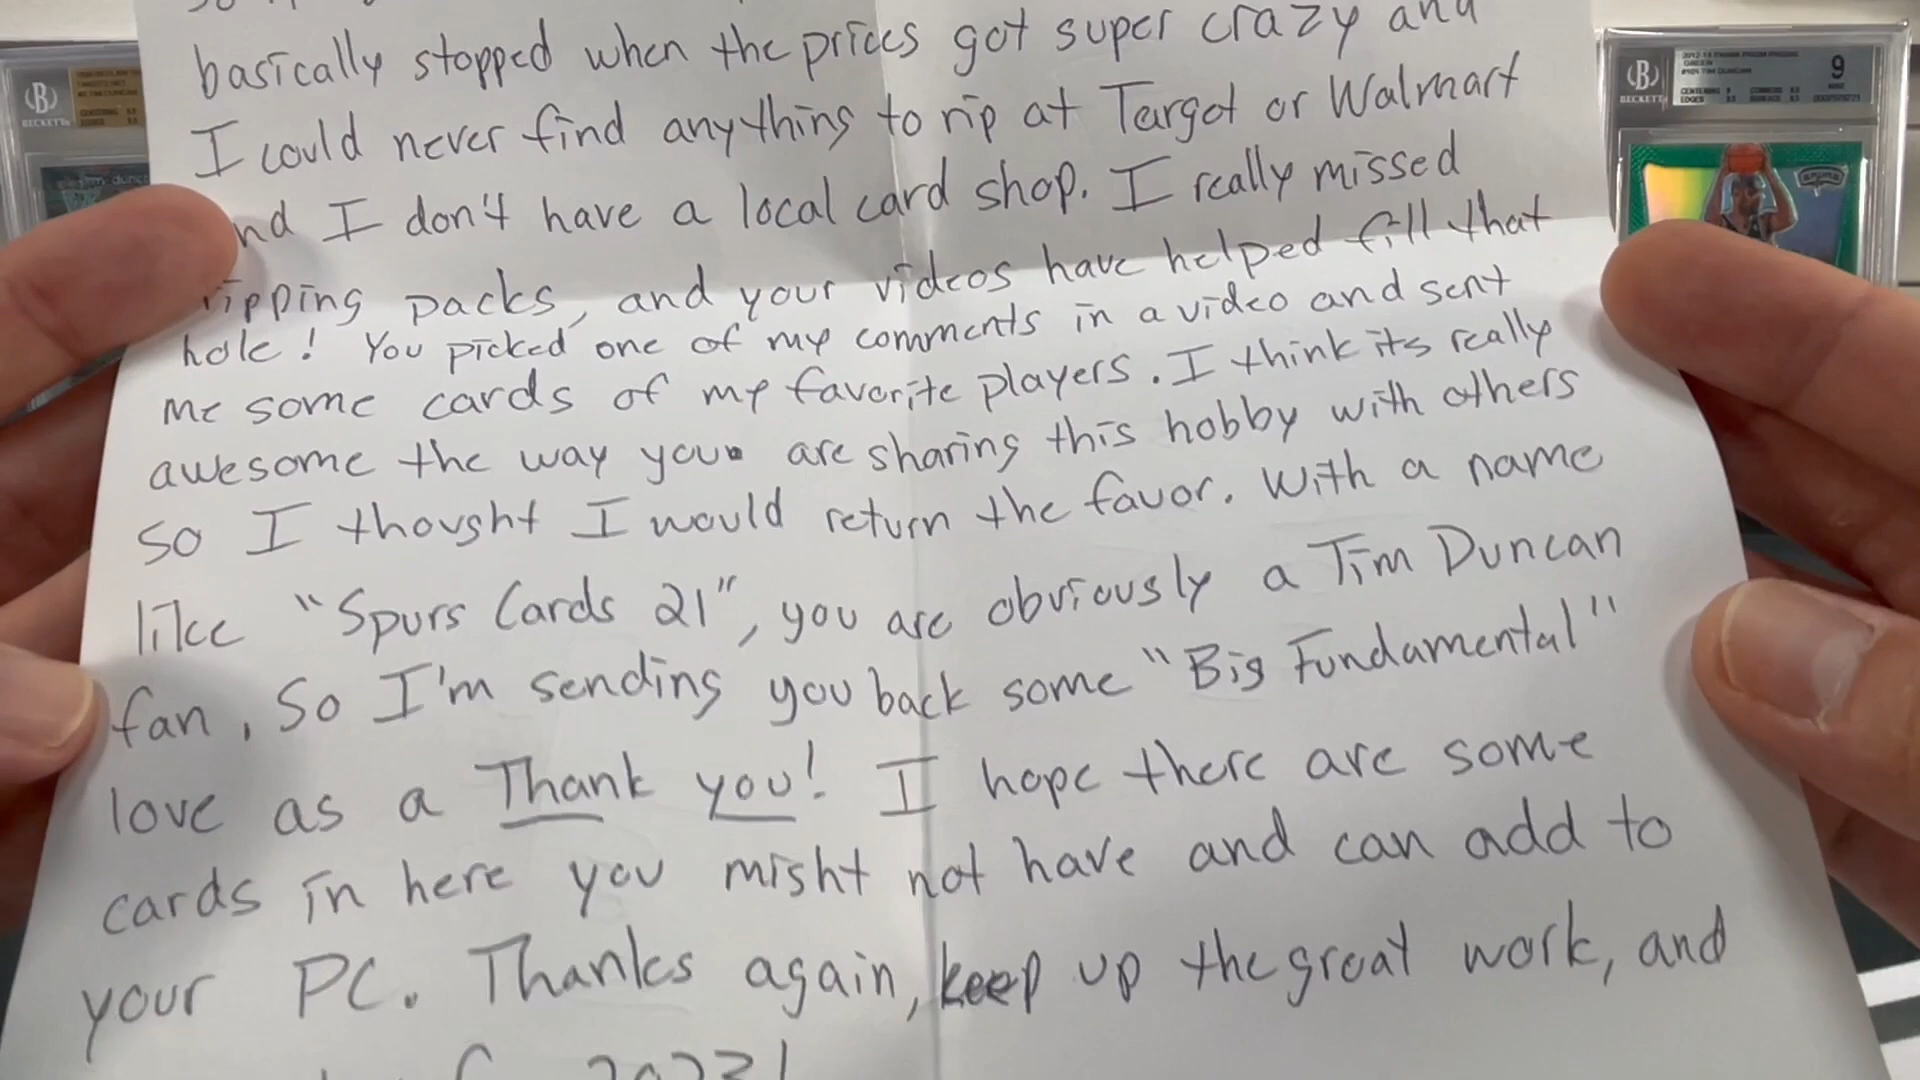 basically stopped when the prices got super crazy and
I could never find anything to rip at Target or Walmart
nd I don't have a local card shop. I really missed
ripping packs, and your videos have helped fill that
hole! You picked one of my comments in a video and sent
me some cards of my favorite players. I think its really
awesome the way you are sharing this hobby with others
so I thought I would return the favor. With a name
like "Spurs Cards 21", you are obviously a Tim Duncan
fan, So I'm sending you back some "Big Fundamental"
love as a Thank you! I hope there are some
cards in here you might not have and can add to
your PC. Thanks again, keep up the great work, and
2023!
BECKETT
BECKETT
9